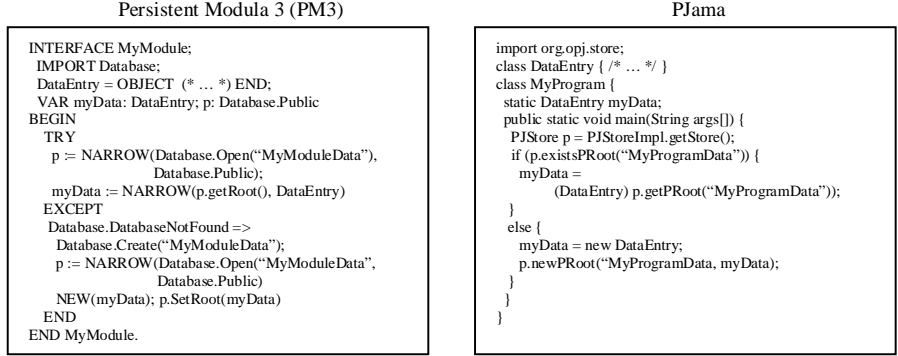 Persistent Modula 3 (PM3)
INTERFACE MyModule;
IMPORT Database;
DataEntry = OBJECT (* … *) END;
VAR myData: DataEntry; p: Database.Public
BEGIN
TRY
p := NARROW(Database.Open(“MyModuleData”),
Database.Public);
myData := NARROW(p.getRoot(), DataEntry)
EXCEPT
Database.DatabaseNotFound =>
Database.Create(“MyModuleData”);
p := NARROW(Database.Open(“MyModuleData”,
Database.Public)
NEW(myData); p.SetRoot(myData)
END
END MyModule.
PJama
import org.opj.store;
class DataEntry { /* … */ }
class MyProgram {
static DataEntry myData;
public static void main(String args[]) {
PJStore p = PJStoreImpl.getStore();
if (p.existsPRoot(“MyProgramData”)) {
myData =
(DataEntry) p.getPRoot(“MyProgramData”));
}
else {
myData = new DataEntry;
p.newPRoot(“MyProgramData, myData);
}
}
}